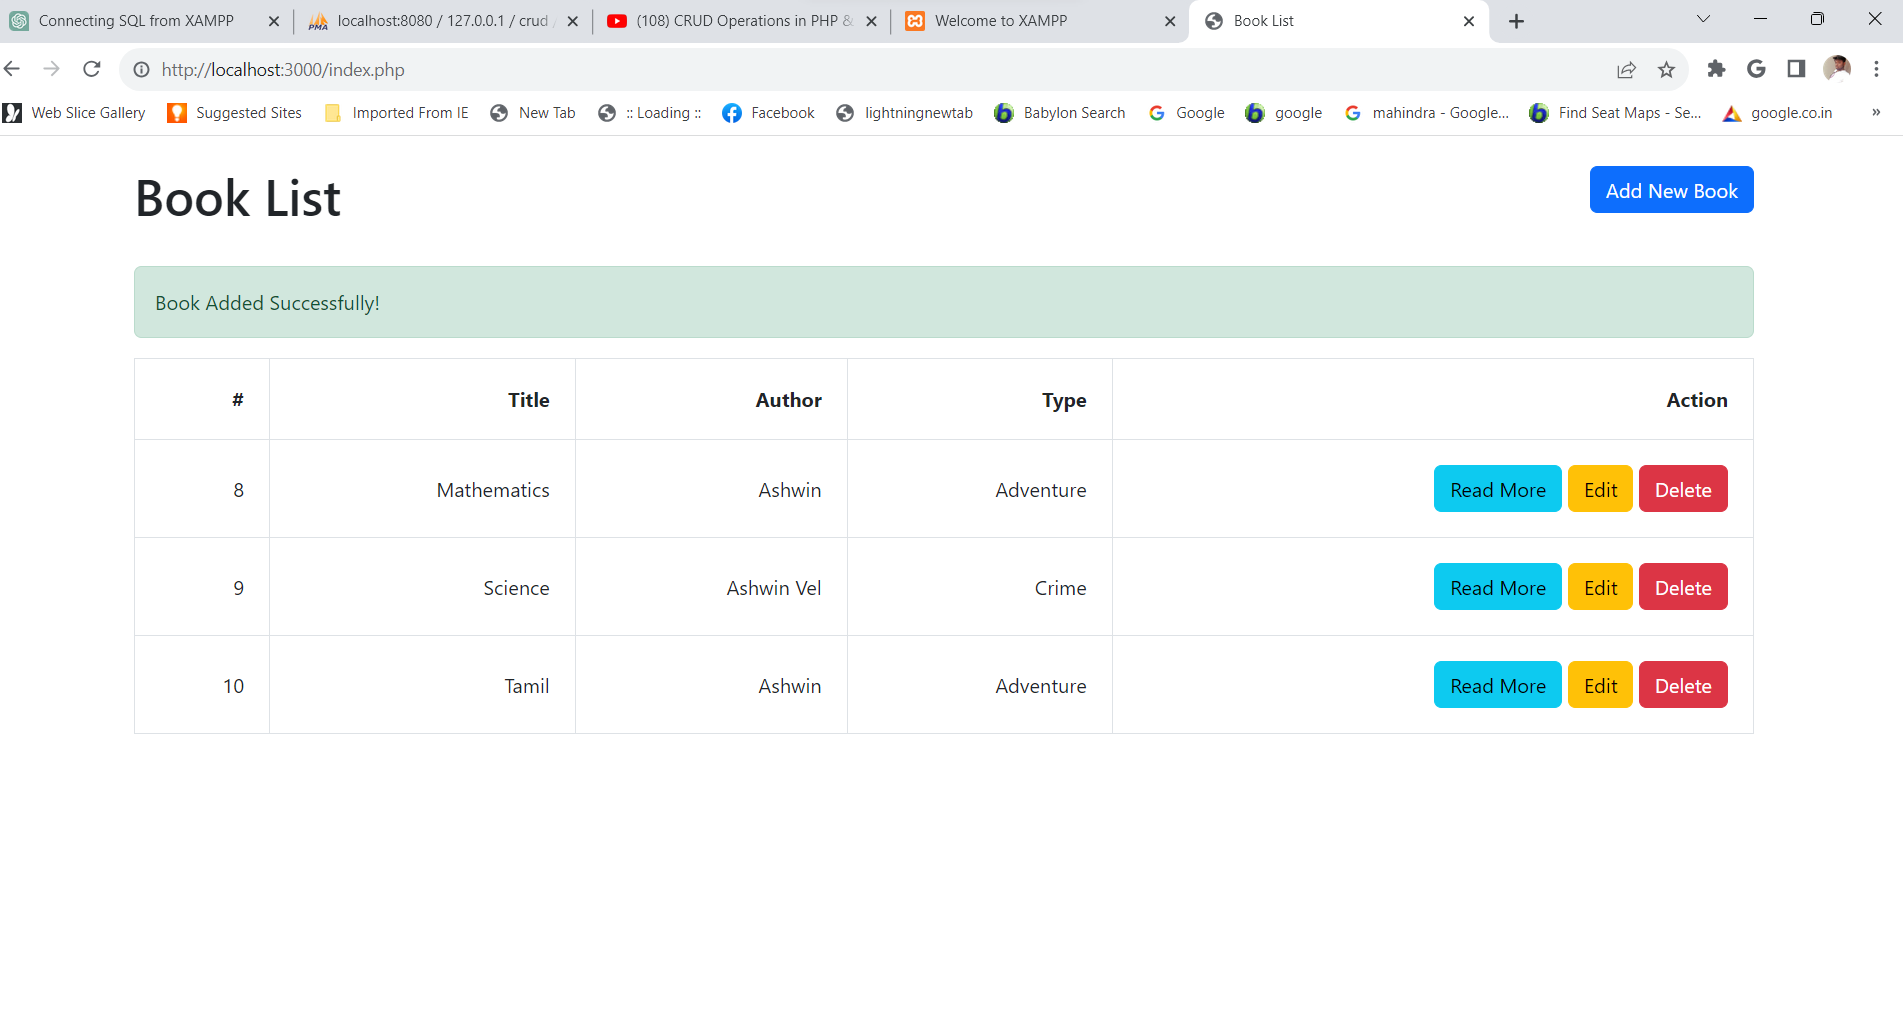 Connecting SQL from XAMPP
localhost:8080 / 127.0.0.1 / crud /
(108) CRUD Operations in PHP &
Welcome to XAMPP
Book List
http://localhost:3000/index.php
Web Slice Gallery
Suggested Sites
Imported From IE
New Tab
:: Loading ::
Facebook
lightningnewtab
Babylon Search
Google
google
mahindra - Google...
Find Seat Maps - Se...
google.co.in
»
Book List
Add New Book
Book Added Successfully!
# Title Author Type Action
8 Mathematics Ashwin Adventure Read More Edit Delete
9 Science Ashwin Vel Crime Read More Edit Delete
10 Tamil Ashwin Adventure Read More Edit Delete